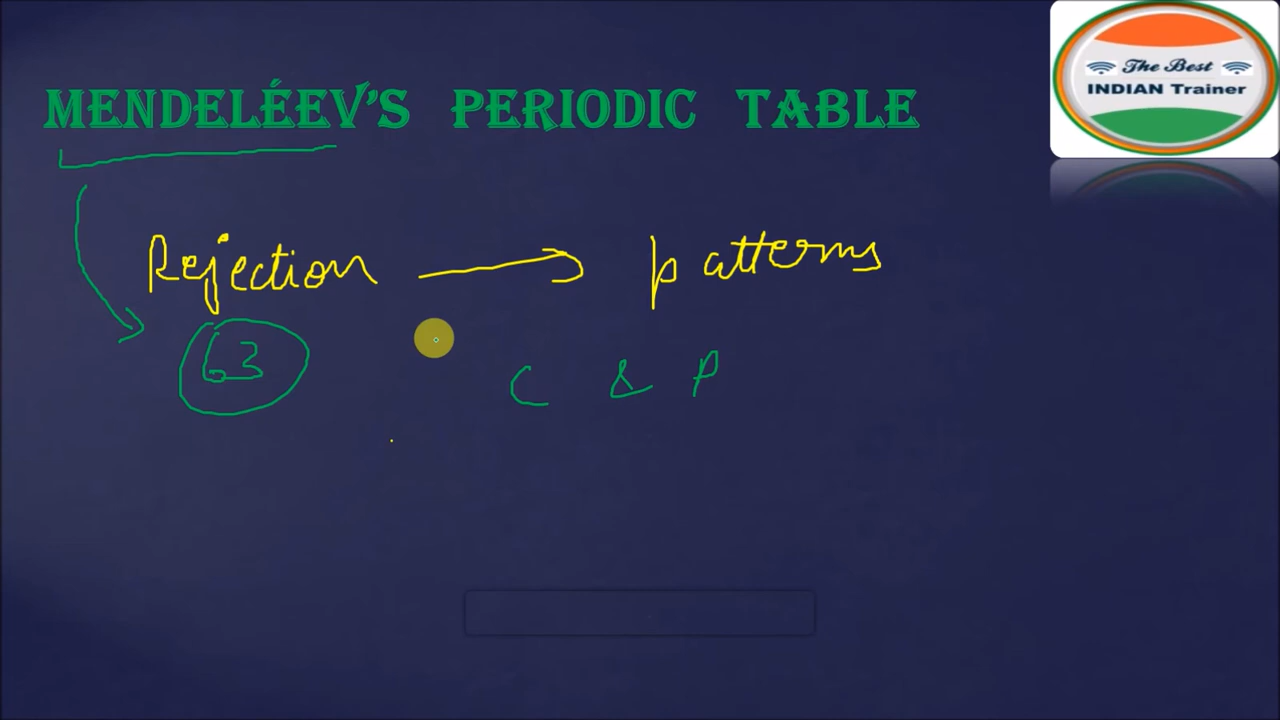 MENDELÉEV'S PERIODIC TABLE
The Best
INDIAN Trainer
Rejection → patterns
63
C & P